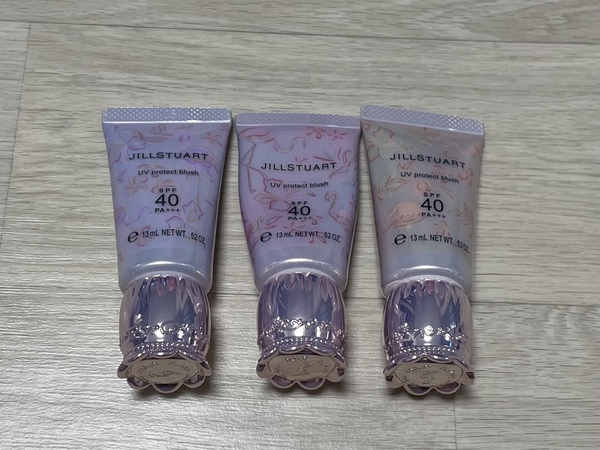 JILLSTUART
UV protect blush
SPF
40
PA+++
e 13 mL NET WT. .52 OZ.
JILLSTUART
UV protect blush
SPF
40
PA+++
e 13 mL NET WT. .52 OZ.
JILLSTUART
UV protect blush
SPF
40
PA+++
e 13 mL NET WT. .52 OZ.